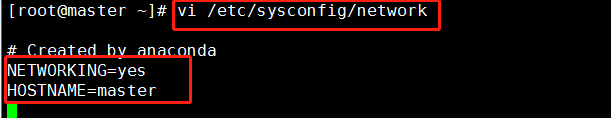 [root@master ~]# vi /etc/sysconfig/network
# Created by anaconda
NETWORKING=yes
HOSTNAME=master